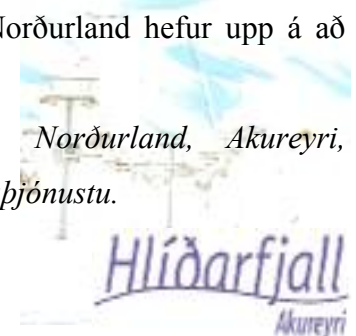 Norðurland hefur upp á að
Norðurland, Akureyri,
þjónustu.
Hlíðarfjall
Akureyri